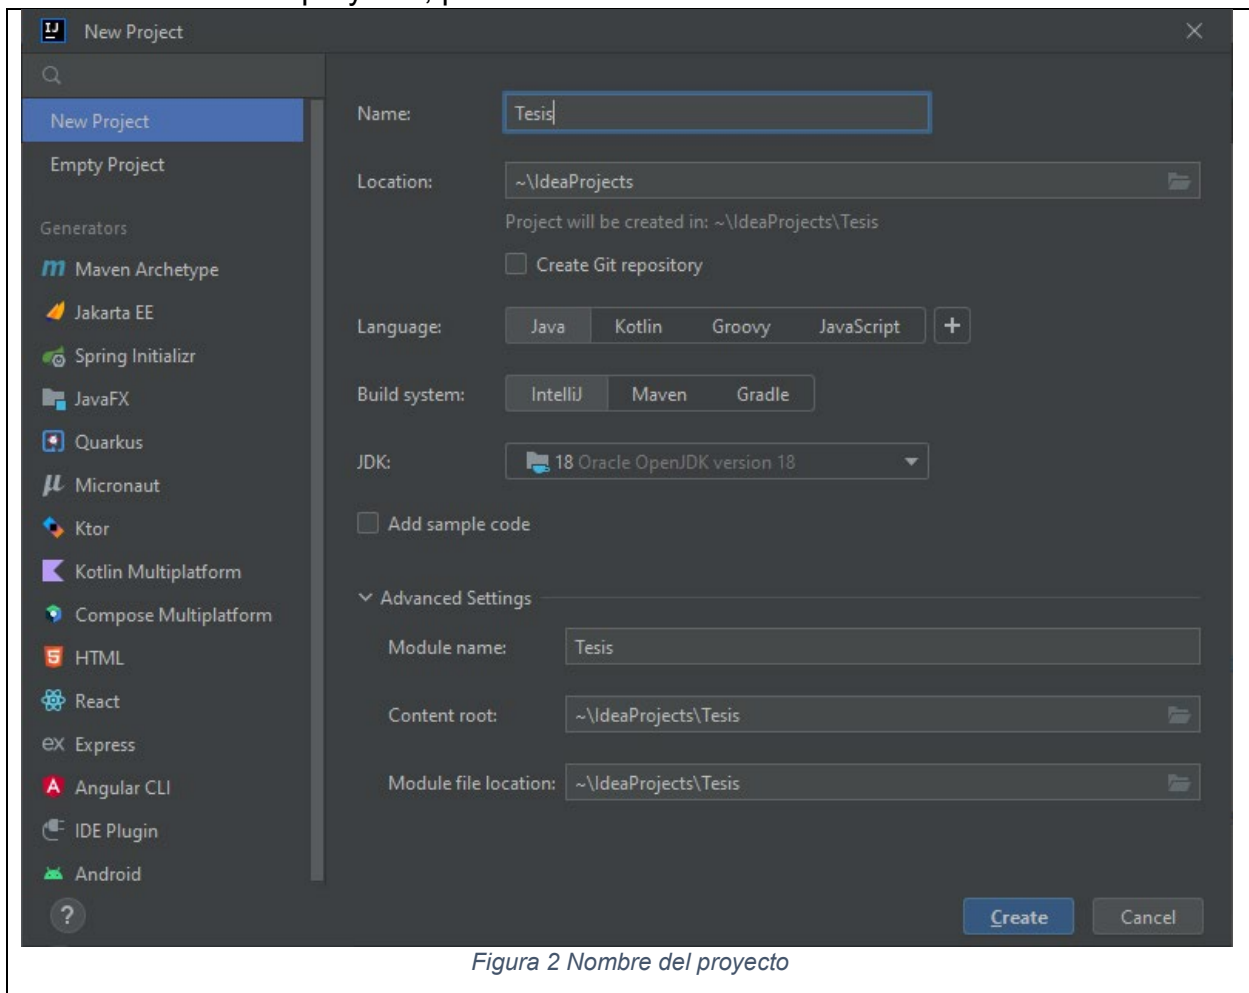 New Project
New Project
Empty Project
Generators
Maven Archetype
Jakarta EE
Spring Initializr
JavaFX
Quarkus
Micronaut
Ktor
Kotlin Multiplatform
Compose Multiplatform
HTML
React
Express
Angular CLI
IDE Plugin
Android
Name: Tesis
Location: ~\IdeaProjects
Project will be created in: ~\IdeaProjects\Tesis
Create Git repository
Language: Java Kotlin Groovy JavaScript +
Build system: IntelliJ Maven Gradle
JDK: 18 Oracle OpenJDK version 18
Add sample code
Advanced Settings
Module name: Tesis
Content root: ~\IdeaProjects\Tesis
Module file location: ~\IdeaProjects\Tesis
? Create Cancel
Figura 2 Nombre del proyecto